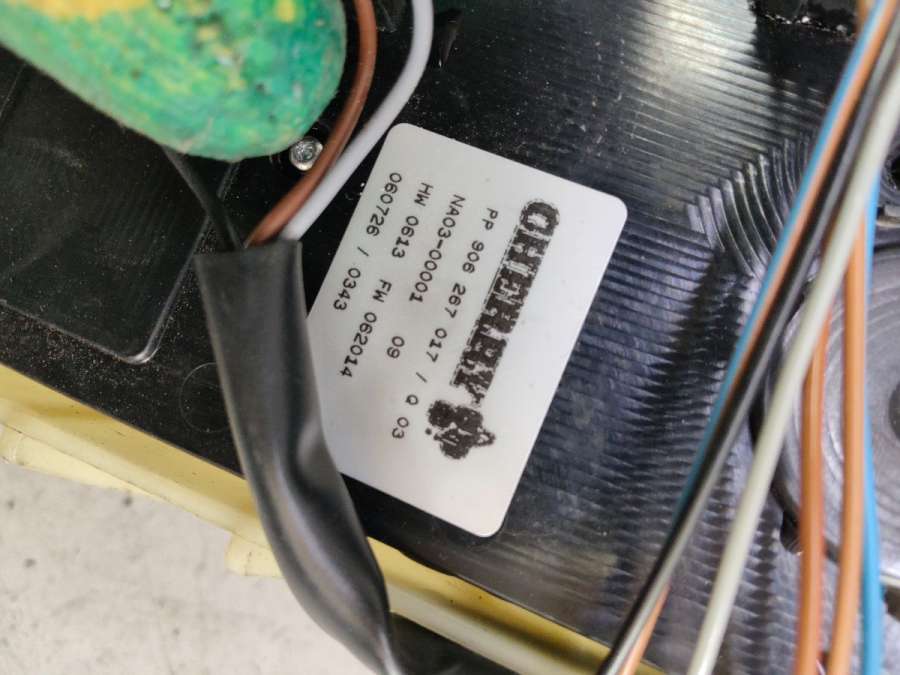 CHERRY
PP 906 267 017 / Q 03
NA03-00001 09
HW 0613 FW 062014
060726 / 0343